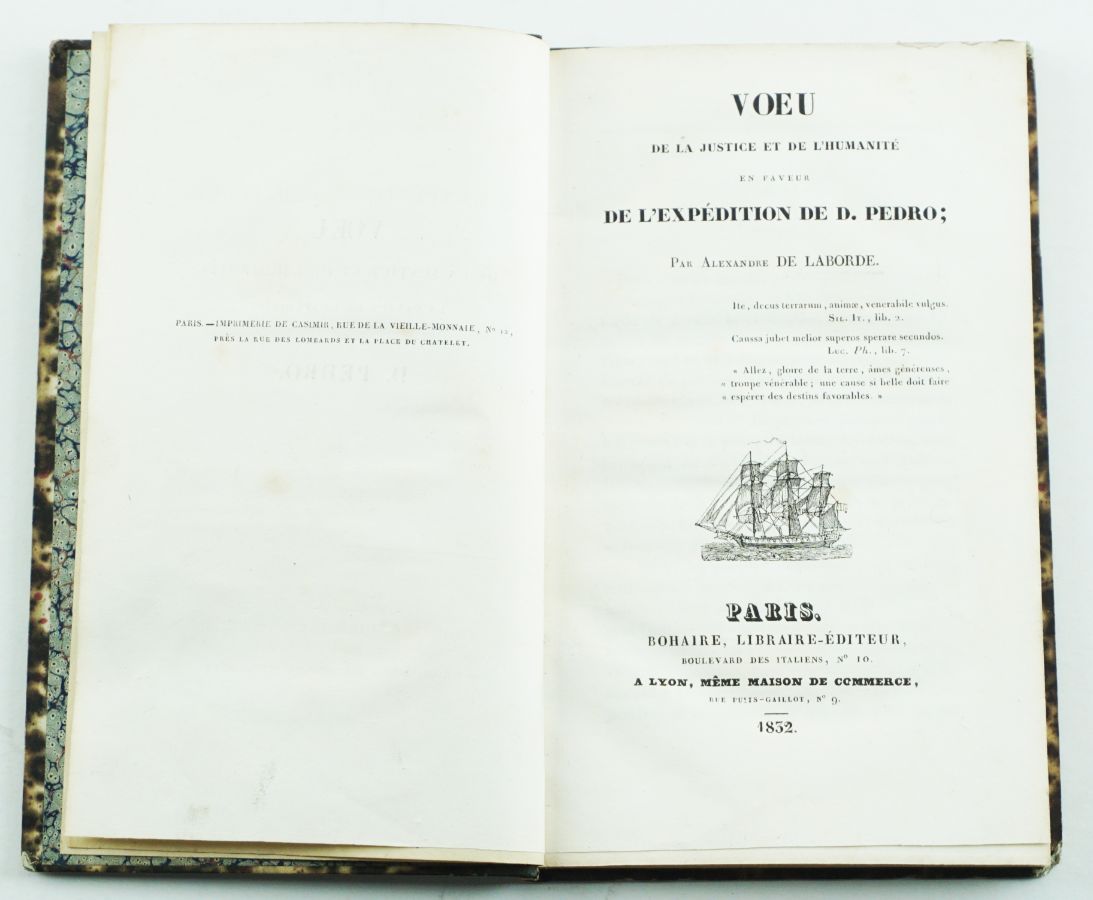 PARIS.—IMPRIMERIE DE CASIMIR, RUE DE LA VIEILLE-MONNAIE, No 12,
PRÈS LA RUE DES LOMBARDS ET LA PLACE DU CHATELET.
VOEU
DE LA JUSTICE ET DE L'HUMANITÉ
EN FAVEUR
DE L'EXPÉDITION DE D. PEDRO;
PAR ALEXANDRE DE LABORDE.
Ite, decus terrarum, animæ, venerabile vulgus.
SIL. IT., lib. 2.
Caussa jubet melior superos sperare secundos.
LUC. Ph., lib. 7.
« Allez, gloire de la terre, âmes généreuses,
« troupe vénérable; une cause si belle doit faire
« espérer des destins favorables. »
PARIS.
BOHAIRE, LIBRAIRE-ÉDITEUR,
BOULEVARD DES ITALIENS, No 10.
A LYON, MÊME MAISON DE COMMERCE,
RUE PUITS-GAILLOT, No 9.
1832.